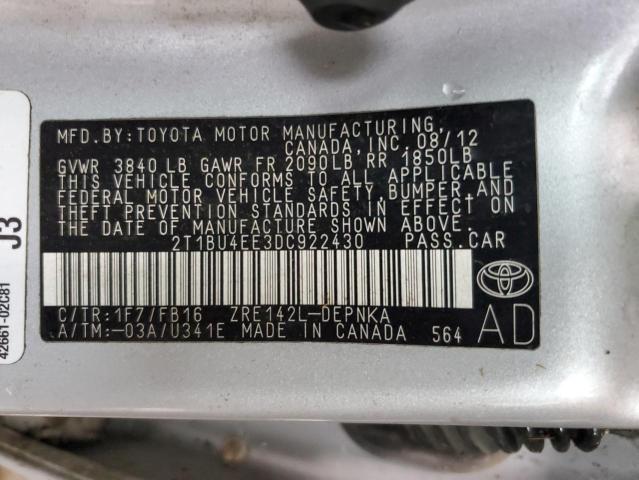 MFD. BY: TOYOTA MOTOR MANUFACTURING,
CANADA, INC. 08/12
GVWR 3840 LB GAWR FR 2090LB, RR 1850LB
THIS VEHICLE CONFORMS TO ALL APPLICABLE
FEDERAL MOTOR VEHICLE SAFETY, BUMPER AND
THEFT PREVENTION STANDARDS IN EFFECT ON
THE DATE OF MANUFACTURE SHOWN ABOVE.
2T1BU4EE3DC922430 PASS. CAR
C/TR: 1F7/FB16 ZRE142L-DEPNKA
A/TM: -03A/U341E MADE IN CANADA 564
AD
J3
42661-02C81